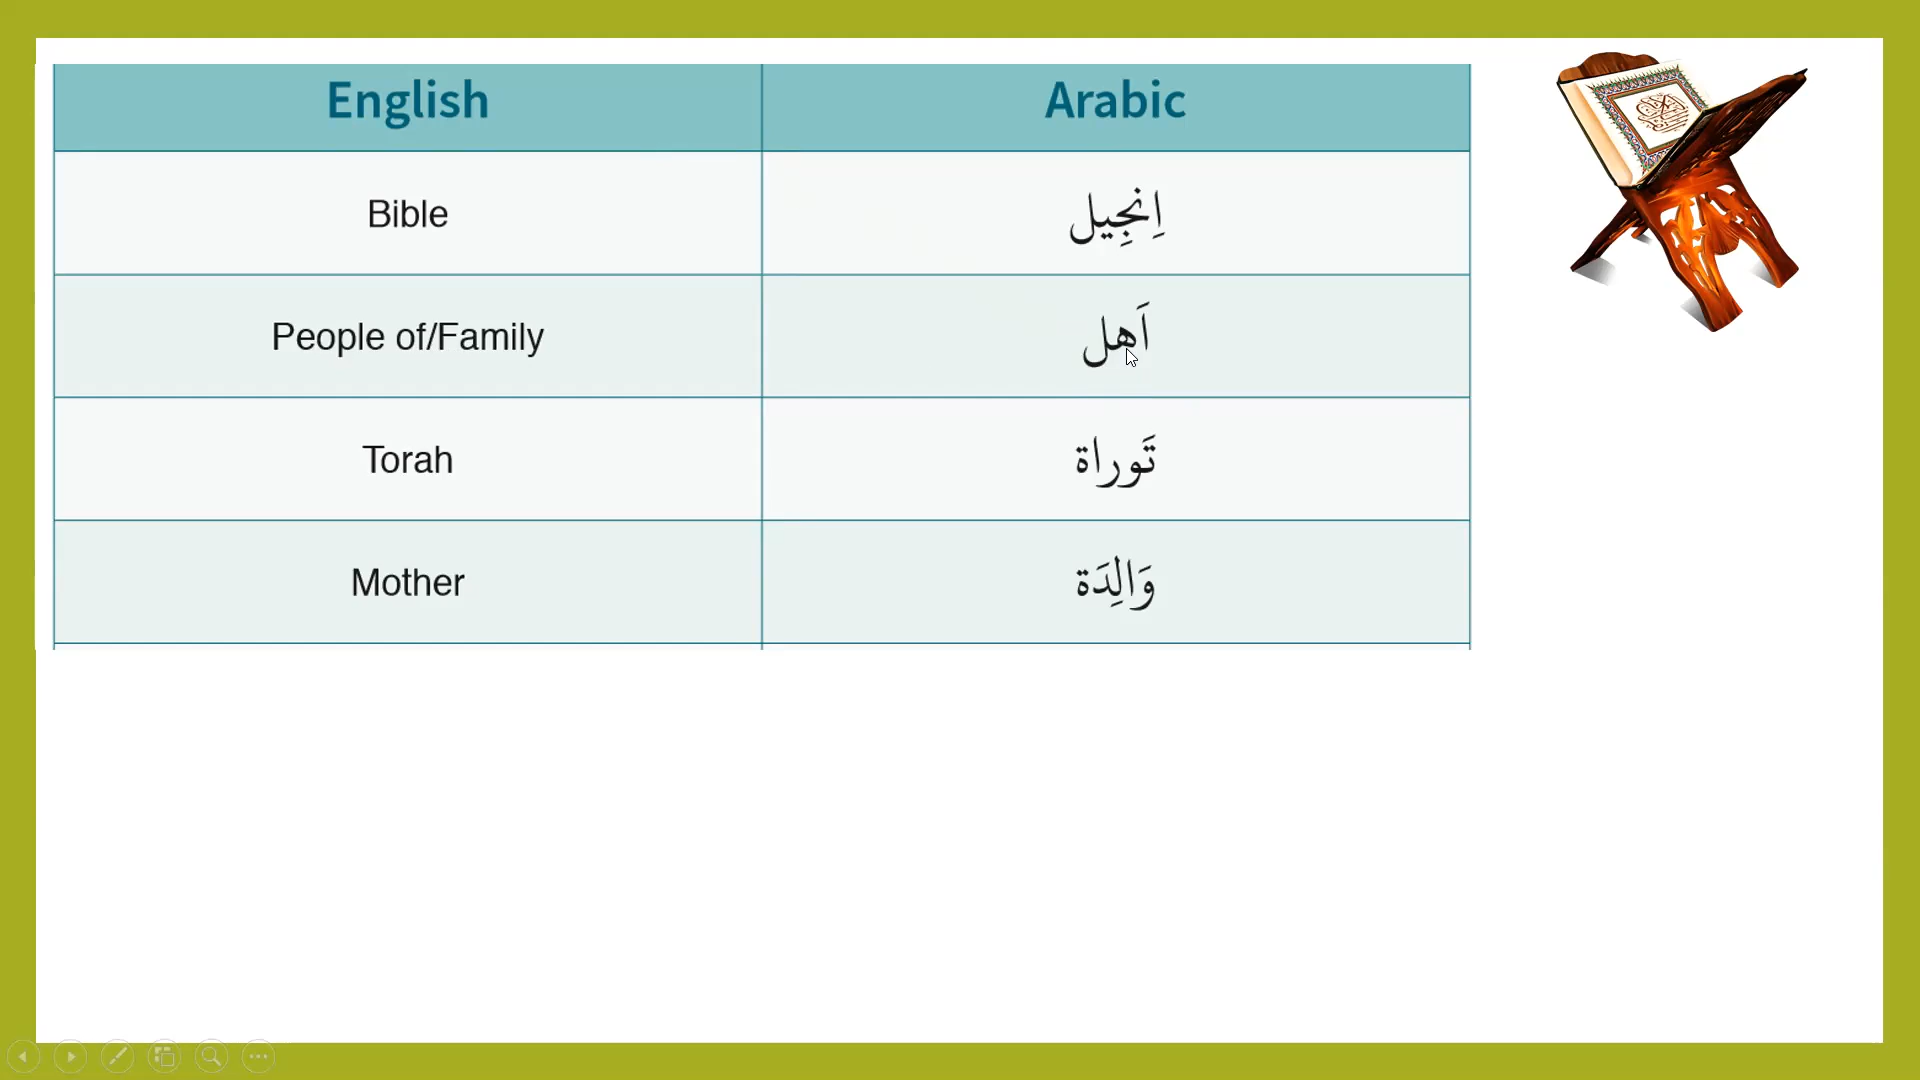 English Arabic
Bible اِنجِيل
People of/Family اَهل
Torah تَوراة
Mother وَالِدَة